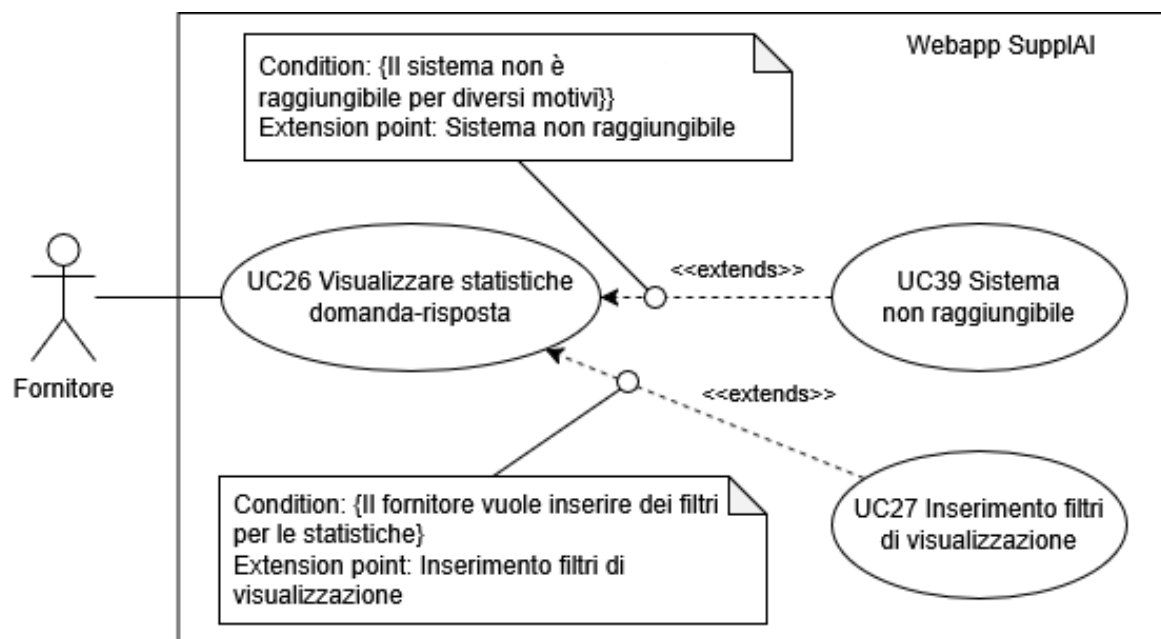 Webapp SupplAI
Condition: {Il sistema non è
raggiungibile per diversi motivi}}
Extension point: Sistema non raggiungibile
UC26 Visualizzare statistiche
domanda-risposta
<<extends>>
UC39 Sistema
non raggiungibile
Fornitore
<<extends>>
Condition: {Il fornitore vuole inserire dei filtri
per le statistiche}
Extension point: Inserimento filtri di
visualizzazione
UC27 Inserimento filtri
di visualizzazione